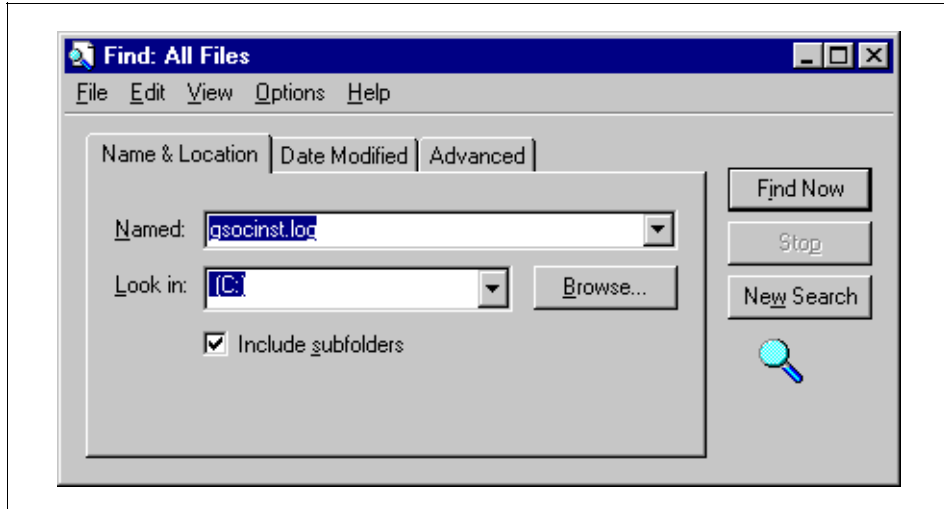 Find: All Files
File Edit View Options Help
Name & Location Date Modified Advanced
Named: gsocinst.log
Look in: (C:)
Browse...
Include subfolders
Find Now
Stop
New Search